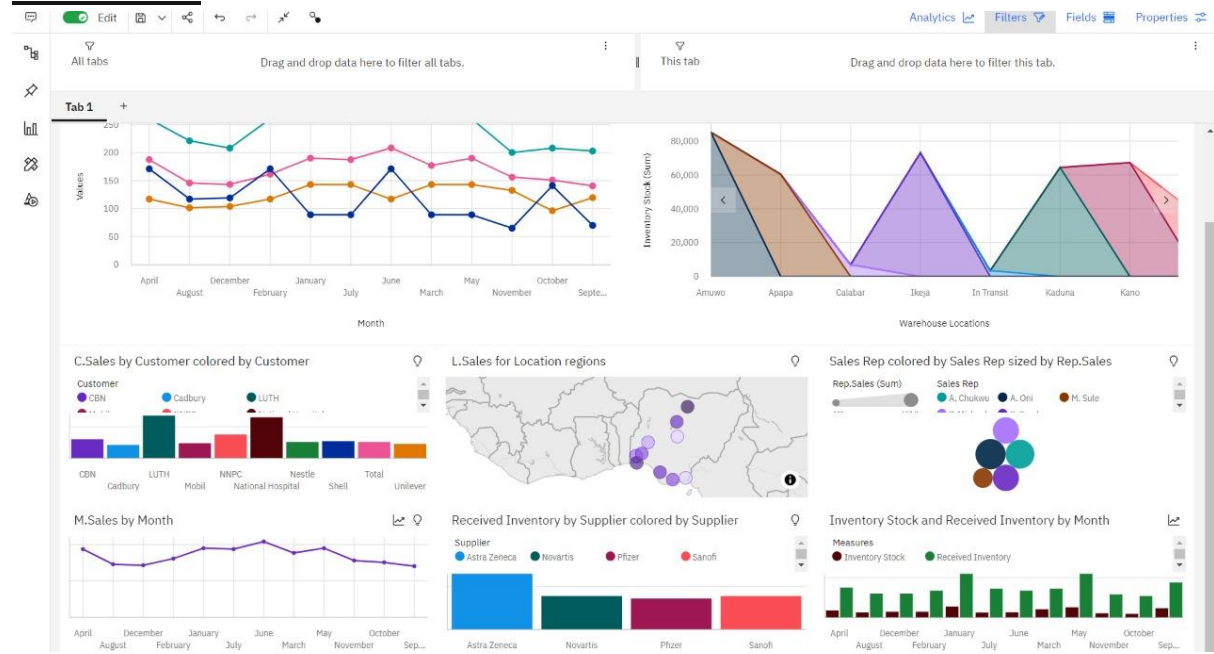 Edit
Analytics Filters Fields Properties
All tabs
Drag and drop data here to filter all tabs.
This tab
Drag and drop data here to filter this tab.
Tab 1 +
250
200
150
100
50
0
Values
April December January June May October
August February July March November Septe...
Month
Inventory Stock (Sum)
80,000
60,000
40,000
20,000
0
Amuwo Apapa Calabar Ikeja In Transit Kaduna Kano
Warehouse Locations
C.Sales by Customer colored by Customer
Customer
CBN Cadbury LUTH
CBN LUTH NNPC Nestle Total
Cadbury Mobil National Hospital Shell Unilever
L.Sales for Location regions
Sales Rep colored by Sales Rep sized by Rep.Sales
Rep.Sales (Sum)
Sales Rep
A. Chukwu A. Oni M. Sule
M.Sales by Month
April December January June May October
August February July March November Sep...
Received Inventory by Supplier colored by Supplier
Supplier
Astra Zeneca Novartis Pfizer Sanofi
Astra Zeneca Novartis Pfizer Sanofi
Inventory Stock and Received Inventory by Month
Measures
Inventory Stock Received Inventory
April December January June May October
August February July March November Sep...